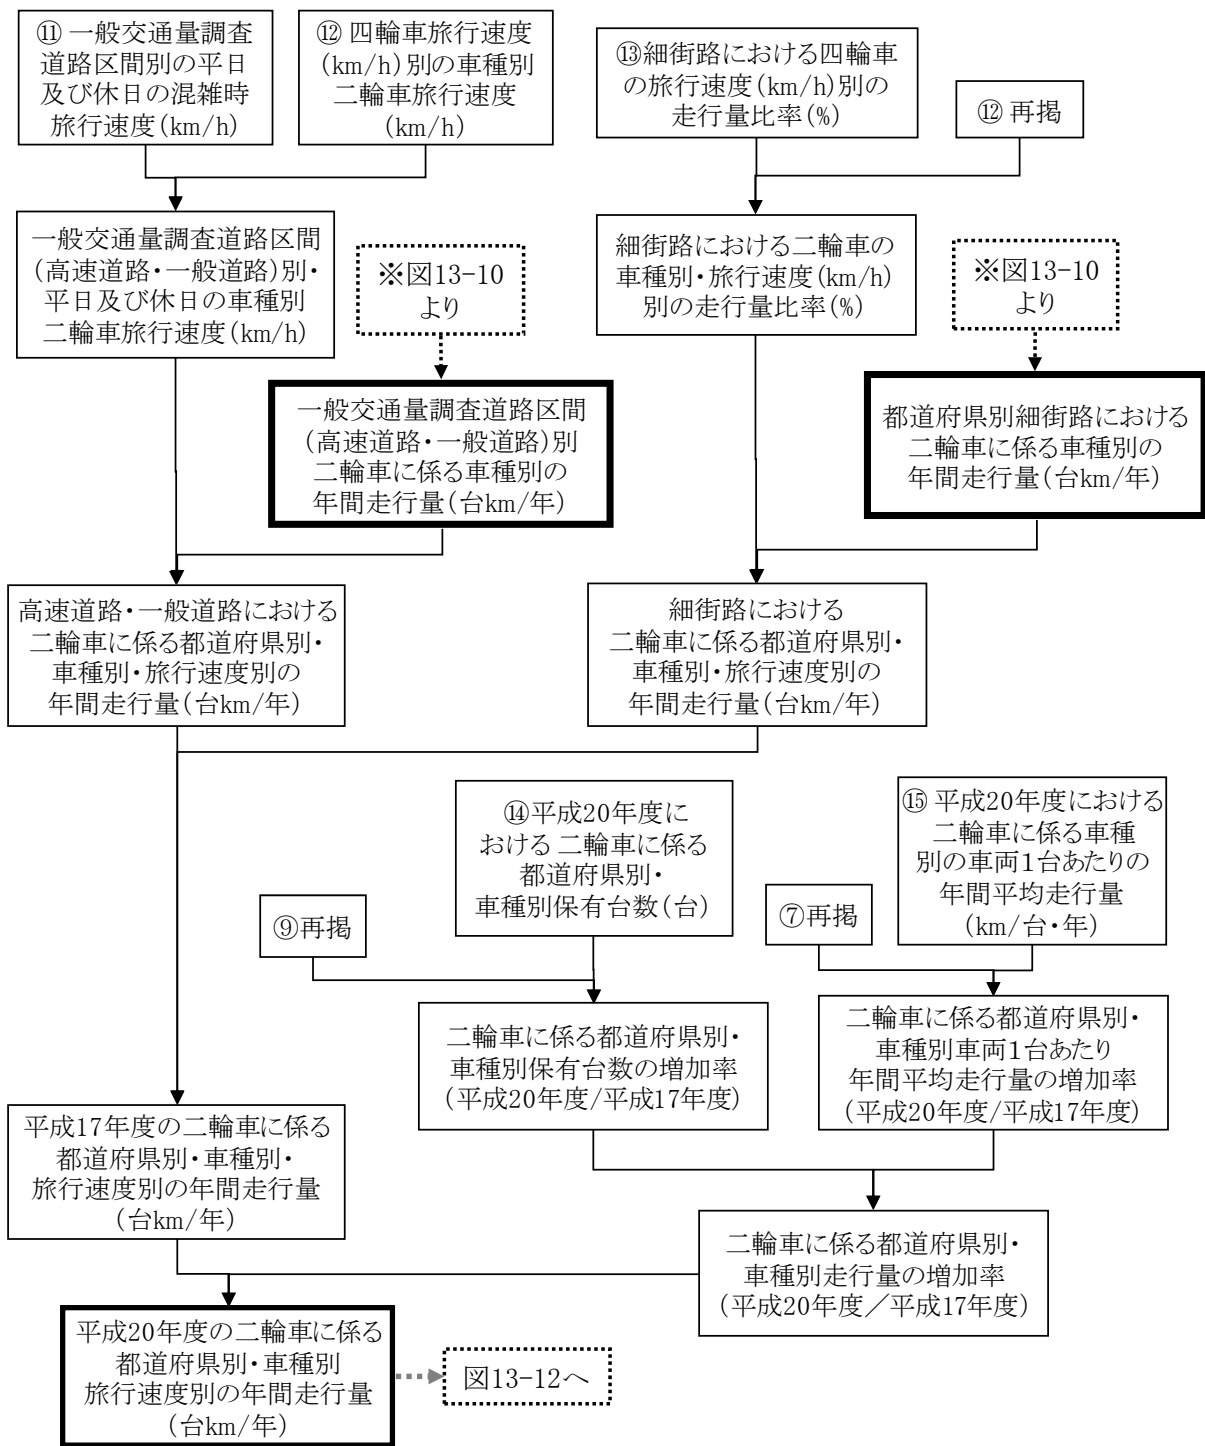 ⑪ 一般交通量調査
道路区間別の平日
及び休日の混雑時
旅行速度(km/h)
⑫ 四輪車旅行速度
(km/h)別の車種別
二輪車旅行速度
(km/h)
⑬細街路における四輪車
の旅行速度(km/h)別の
走行量比率(%)
⑫ 再掲
一般交通量調査道路区間
(高速道路・一般道路)別・
平日及び休日の車種別
二輪車旅行速度(km/h)
※図13-10
より
細街路における二輪車の
車種別・旅行速度(km/h)
別の走行量比率(%)
※図13-10
より
一般交通量調査道路区間
(高速道路・一般道路)別
二輪車に係る車種別の
年間走行量(台km/年)
都道府県別細街路における
二輪車に係る車種別の
年間走行量(台km/年)
高速道路・一般道路における
二輪車に係る都道府県別・
車種別・旅行速度別の
年間走行量(台km/年)
細街路における
二輪車に係る都道府県別・
車種別・旅行速度別の
年間走行量(台km/年)
⑨再掲
⑭平成20年度に
おける 二輪車に係る
都道府県別・
車種別保有台数(台)
⑦再掲
⑮ 平成20年度における
二輪車に係る車種
別の車両1台あたりの
年間平均走行量
(km/台・年)
二輪車に係る都道府県別・
車種別保有台数の増加率
(平成20年度/平成17年度)
二輪車に係る都道府県別・
車種別車両1台あたり
年間平均走行量の増加率
(平成20年度/平成17年度)
平成17年度の二輪車に係る
都道府県別・車種別・
旅行速度別の年間走行量
(台km/年)
二輪車に係る都道府県別・
車種別走行量の増加率
(平成20年度／平成17年度)
平成20年度の二輪車に係る
都道府県別・車種別
旅行速度別の年間走行量
(台km/年)
図13-12へ